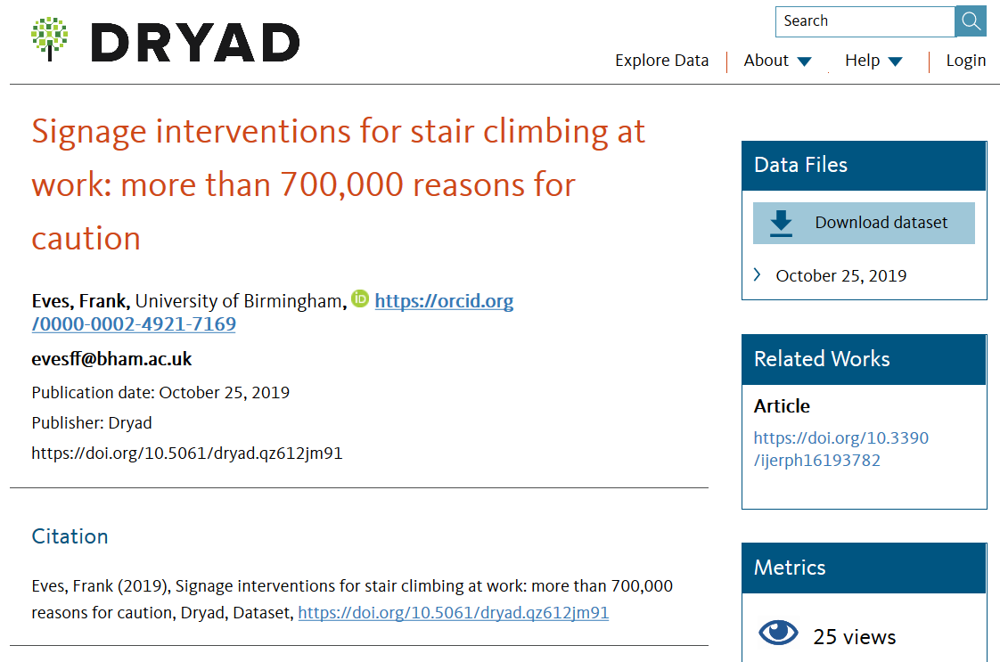 DRYAD
Search
Explore Data
About
Help
Login
Signage interventions for stair climbing at
work: more than 700,000 reasons for
caution
Eves, Frank, University of Birmingham, iD https://orcid.org
/0000-0002-4921-7169
evesff@bham.ac.uk
Publication date: October 25, 2019
Publisher: Dryad
https://doi.org/10.5061/dryad.qz612jm91
Citation
Eves, Frank (2019), Signage interventions for stair climbing at work: more than 700,000
reasons for caution, Dryad, Dataset, https://doi.org/10.5061/dryad.qz612jm91
Data Files
Download dataset
October 25, 2019
Related Works
Article
https://doi.org/10.3390
/ijerph16193782
Metrics
25 views